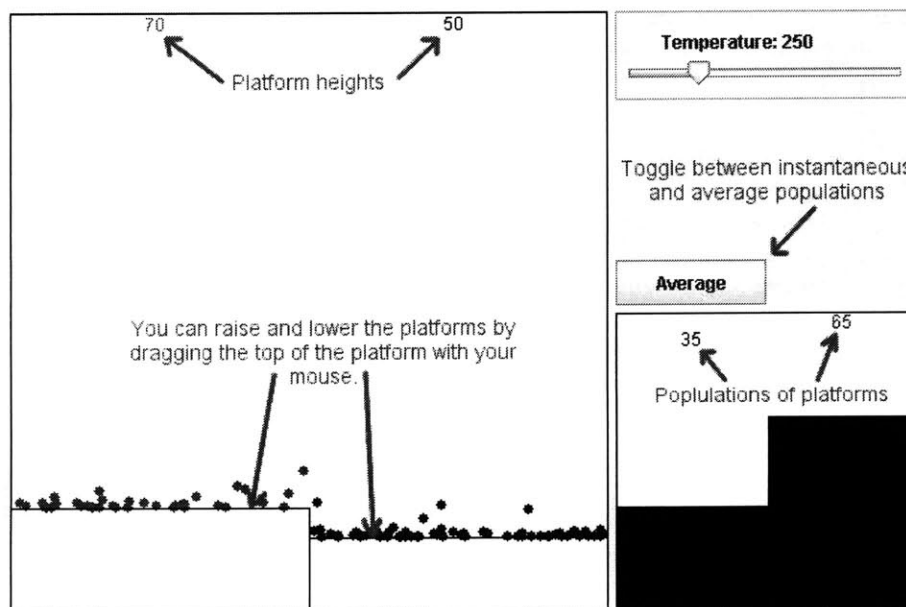 70
50
Platform heights
Temperature: 250
Toggle between instantaneous
and average populations
Average
You can raise and lower the platforms by
dragging the top of the platform with your
mouse.
35
65
Poplulations of platforms